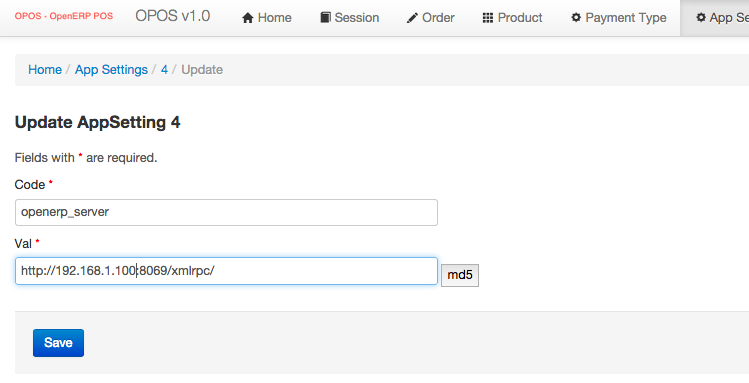 OPOS - OpenERP POS OPOS v1.0 Home Session Order Product Payment Type App Se
Home / App Settings / 4 / Update
Update AppSetting 4
Fields with * are required.
Code *
openerp_server
Val *
http://192.168.1.100:8069/xmlrpc/ md5
Save